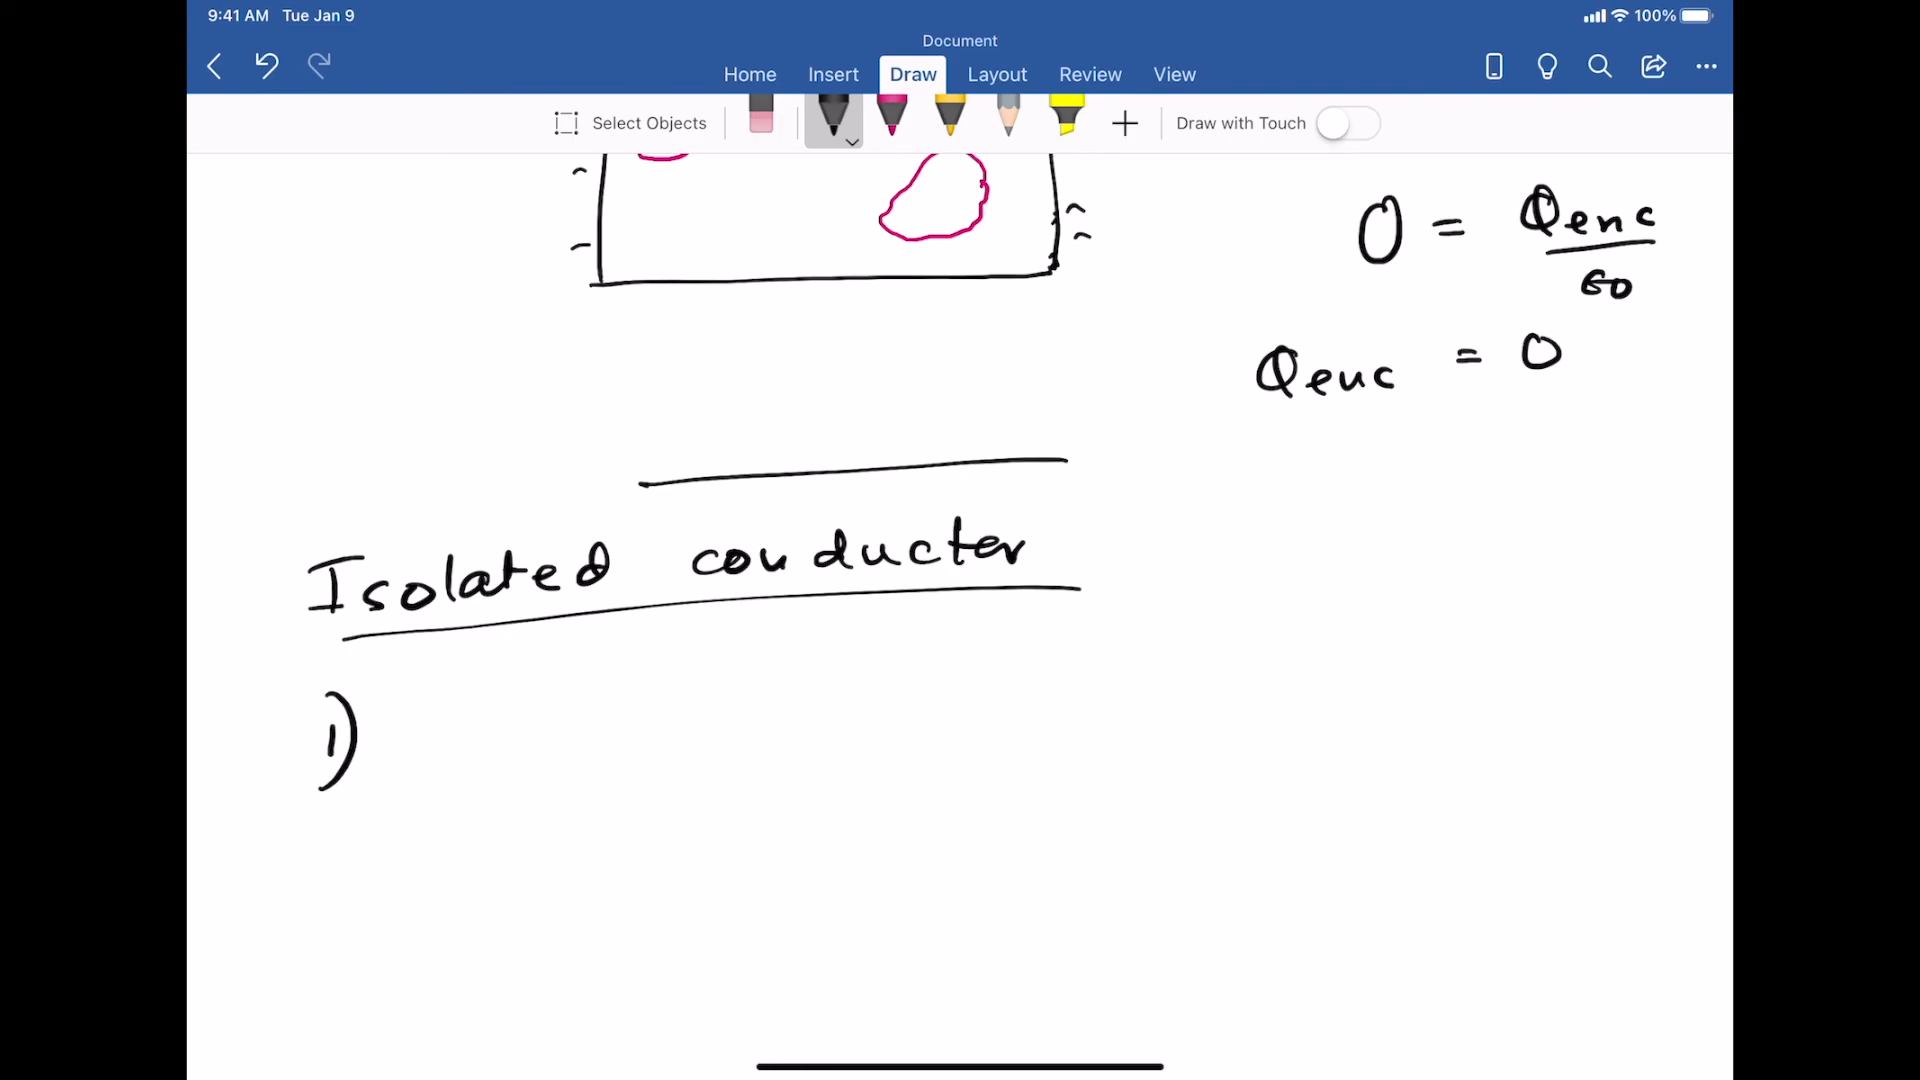 9:41 AM Tue Jan 9
100%
Document
Home Insert Draw Layout Review View
Select Objects
Draw with Touch
0 = Qenc/ϵ0
Qenc = 0
Isolated conducter
1)